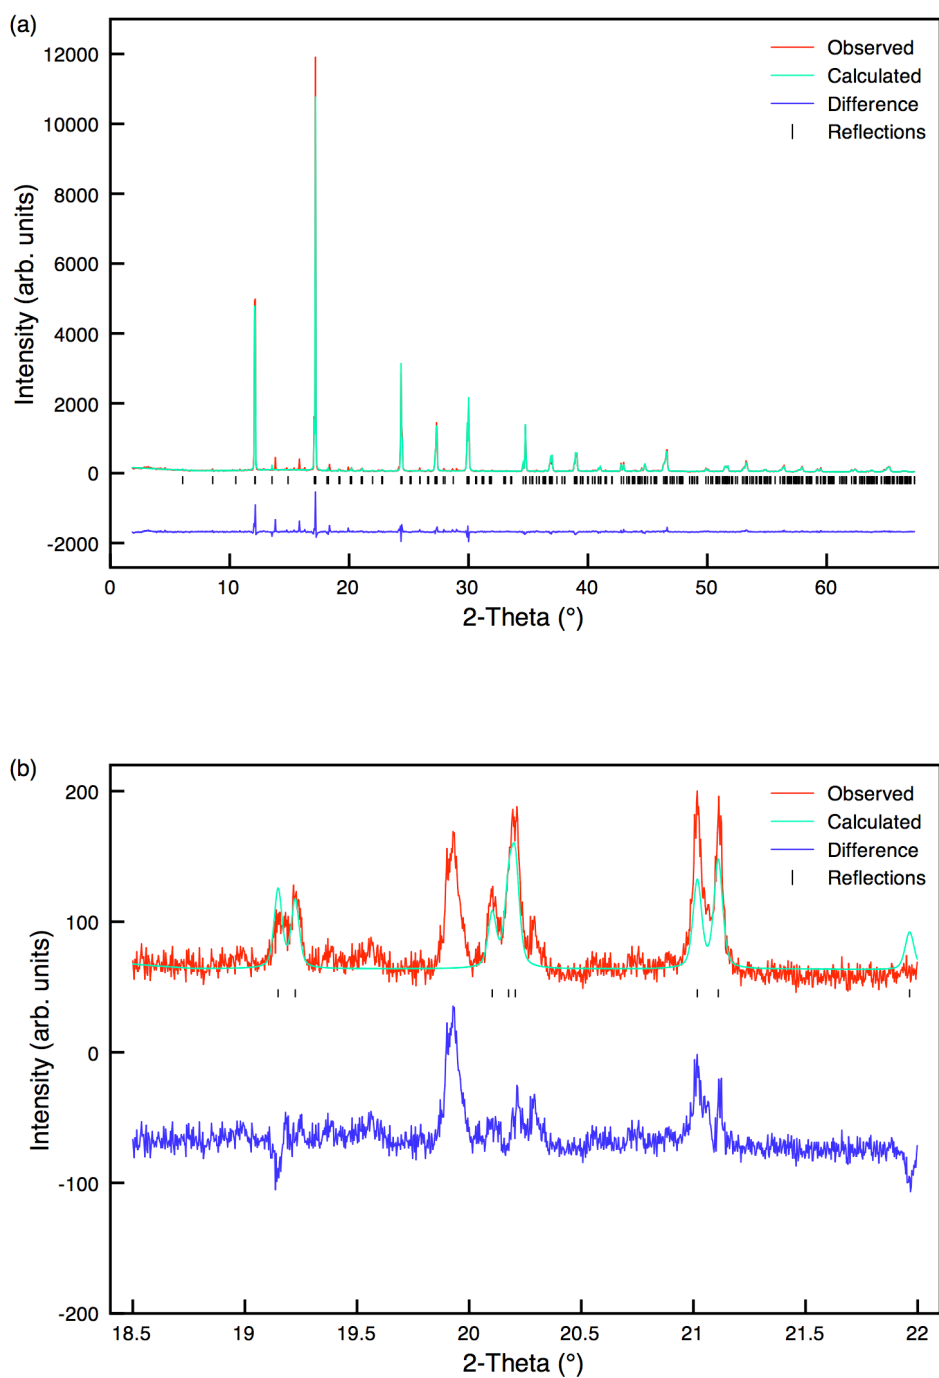 (a)
12000
10000
8000
6000
4000
2000
0
-2000
Intensity (arb. units)
Observed
Calculated
Difference
Reflections
0 10 20 30 40 50 60
2-Theta (°)
(b)
200
100
0
-100
-200
Intensity (arb. units)
Observed
Calculated
Difference
Reflections
18.5 19 19.5 20 20.5 21 21.5 22
2-Theta (°)